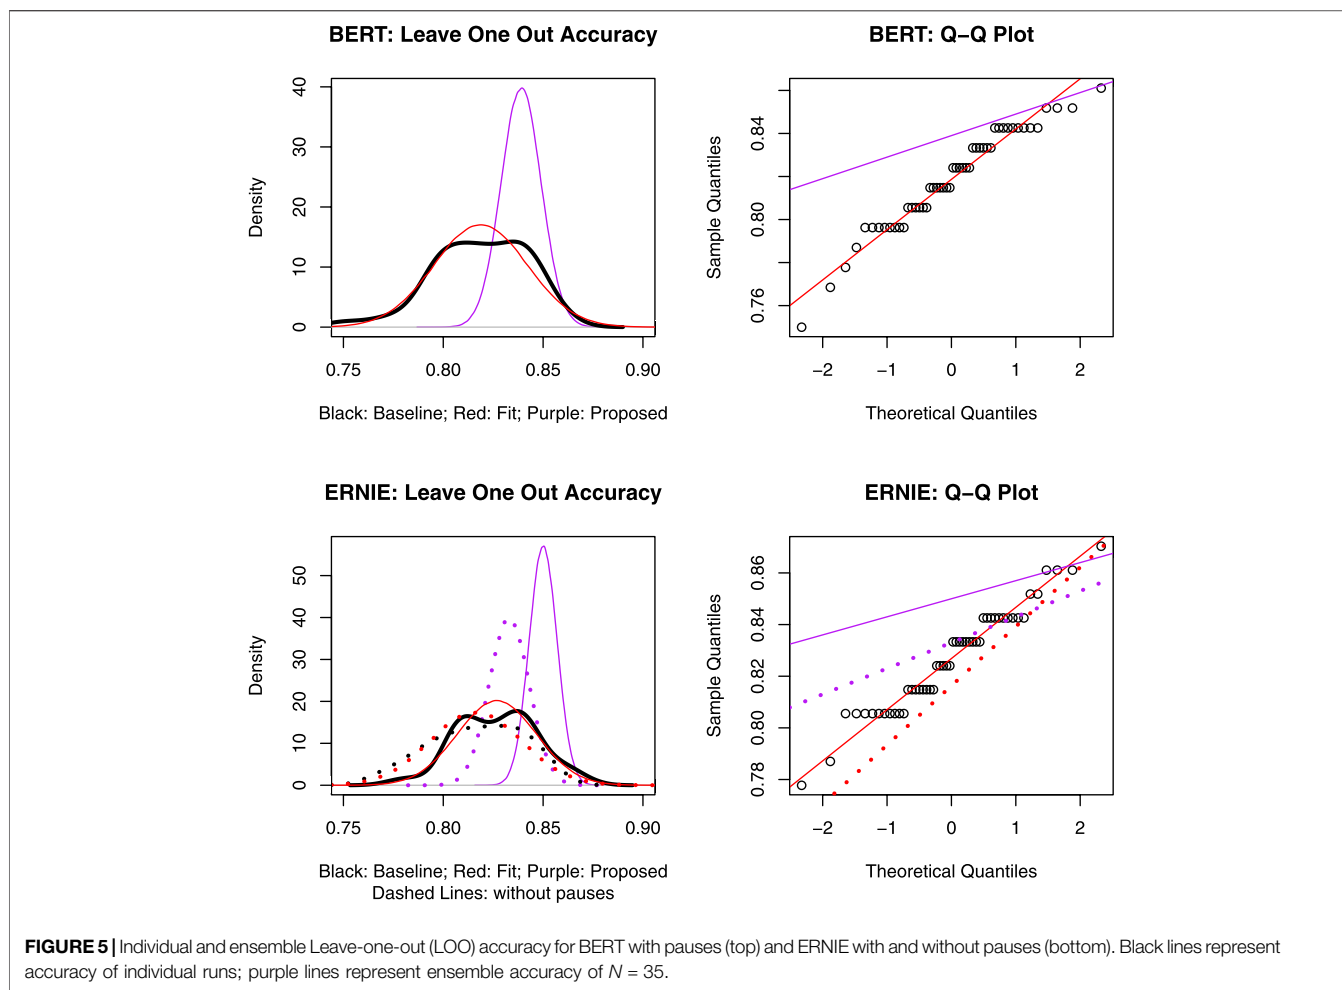 BERT: Leave One Out Accuracy
Density
0
10
20
30
40
0.75 0.80 0.85 0.90
Black: Baseline; Red: Fit; Purple: Proposed
BERT: Q−Q Plot
Sample Quantiles
0.76
0.80
0.84
−2 −1 0 1 2
Theoretical Quantiles
ERNIE: Leave One Out Accuracy
Density
0
10
20
30
40
50
0.75 0.80 0.85 0.90
Black: Baseline; Red: Fit; Purple: Proposed
Dashed Lines: without pauses
ERNIE: Q−Q Plot
Sample Quantiles
0.78
0.80
0.82
0.84
0.86
−2 −1 0 1 2
Theoretical Quantiles
FIGURE 5 | Individual and ensemble Leave-one-out (LOO) accuracy for BERT with pauses (top) and ERNIE with and without pauses (bottom). Black lines represent
accuracy of individual runs; purple lines represent ensemble accuracy of N = 35.